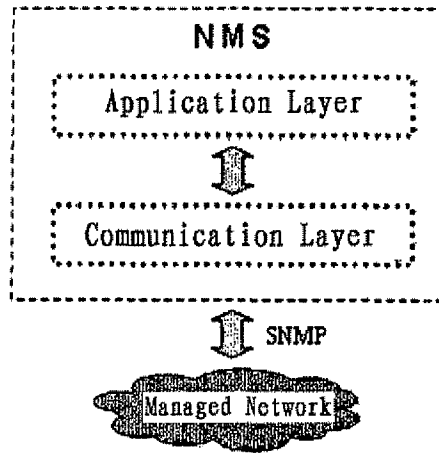 NMS
Application Layer
Communication Layer
SNMP
Managed Network